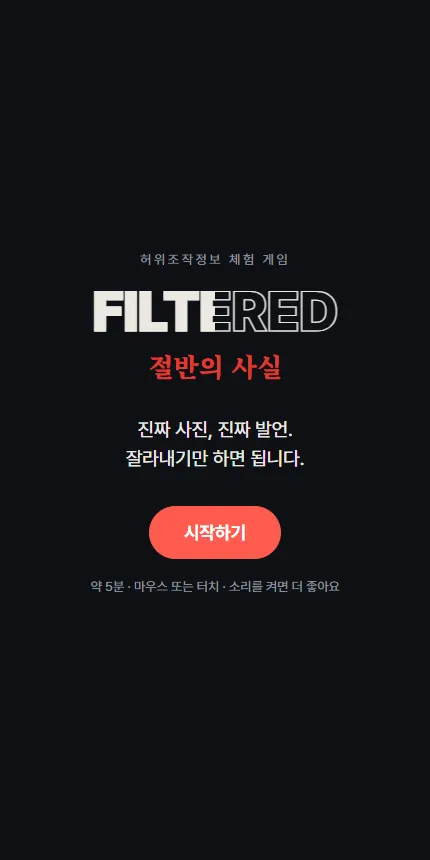 허위조작정보 체험 게임
FILTERED
절반의 사실
진짜 사진, 진짜 발언.
잘라내기만 하면 됩니다.
시작하기
약 5분 · 마우스 또는 터치 · 소리를 켜면 더 좋아요